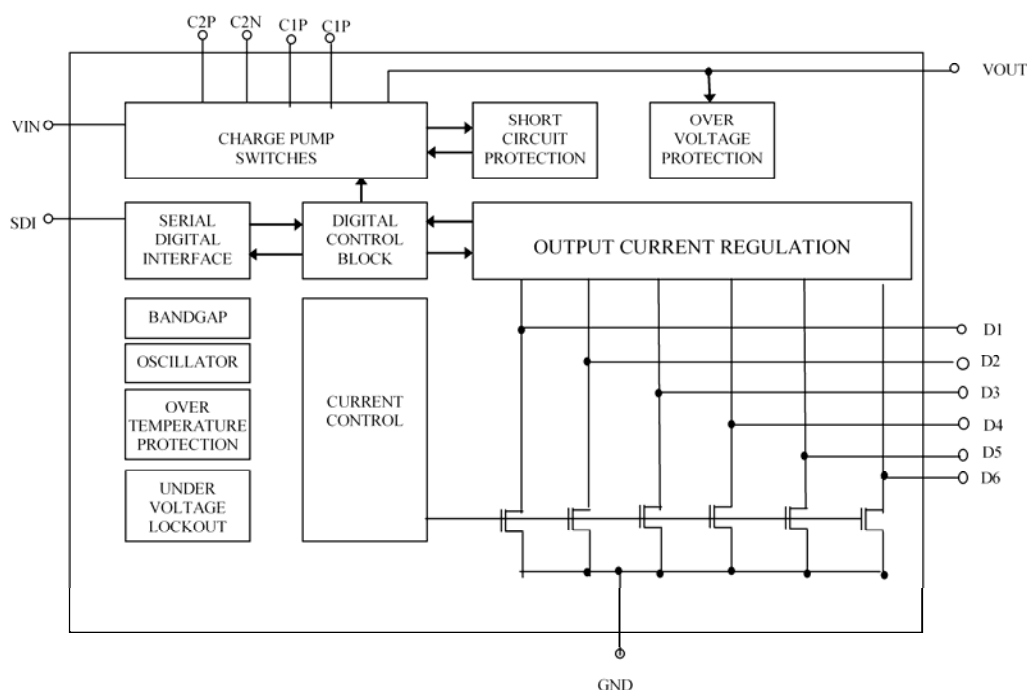 C2P C2N C1P C1P
VOUT
VIN
CHARGE PUMP
SWITCHES
SHORT
CIRCUIT
PROTECTION
OVER
VOLTAGE
PROTECTION
SDI
SERIAL
DIGITAL
INTERFACE
DIGITAL
CONTROL
BLOCK
OUTPUT CURRENT REGULATION
BANDGAP
OSCILLATOR
OVER
TEMPERATURE
PROTECTION
UNDER
VOLTAGE
LOCKOUT
CURRENT
CONTROL
D1
D2
D3
D4
D5
D6
GND